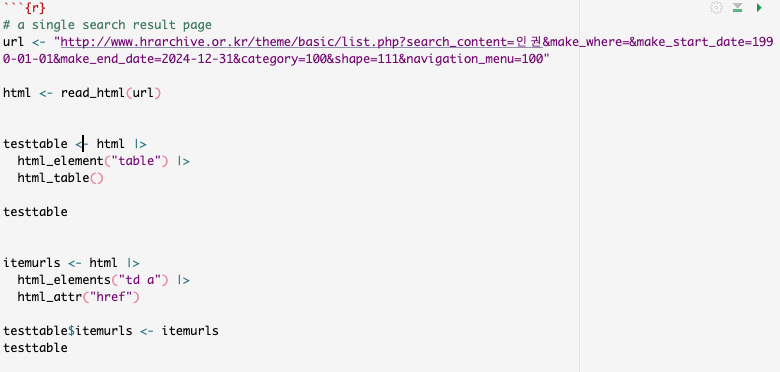 ```{r}
# a single search result page
url <- "http://www.hrarchive.or.kr/theme/basic/list.php?search_content=인권&make_where=&make_start_date=199
0-01-01&make_end_date=2024-12-31&category=100&shape=111&navigation_menu=100"
html <- read_html(url)
testtable <- html |>
html_element("table") |>
html_table()
testtable
itemurls <- html |>
html_elements("td a") |>
html_attr("href")
testtable$itemurls <- itemurls
testtable